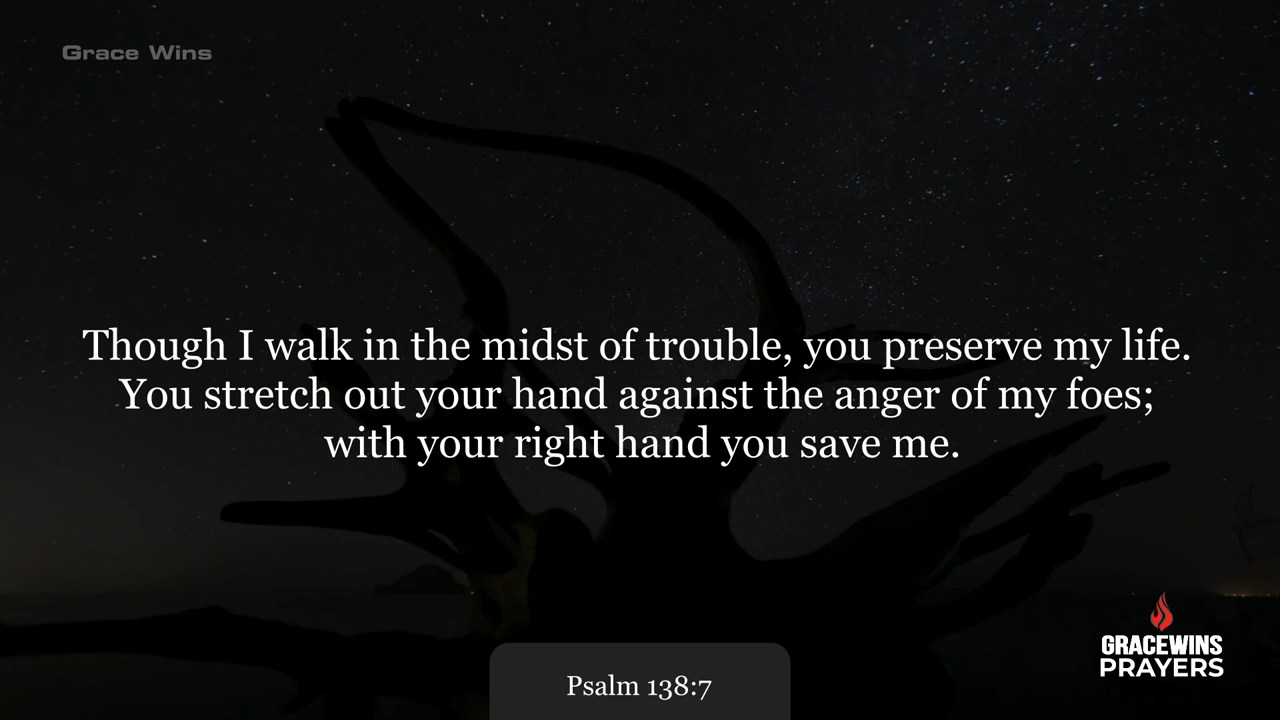 Grace Wins
Though I walk in the midst of trouble, you preserve my life.
You stretch out your hand against the anger of my foes;
with your right hand you save me.
GRACEWINS
PRAYERS
Psalm 138:7